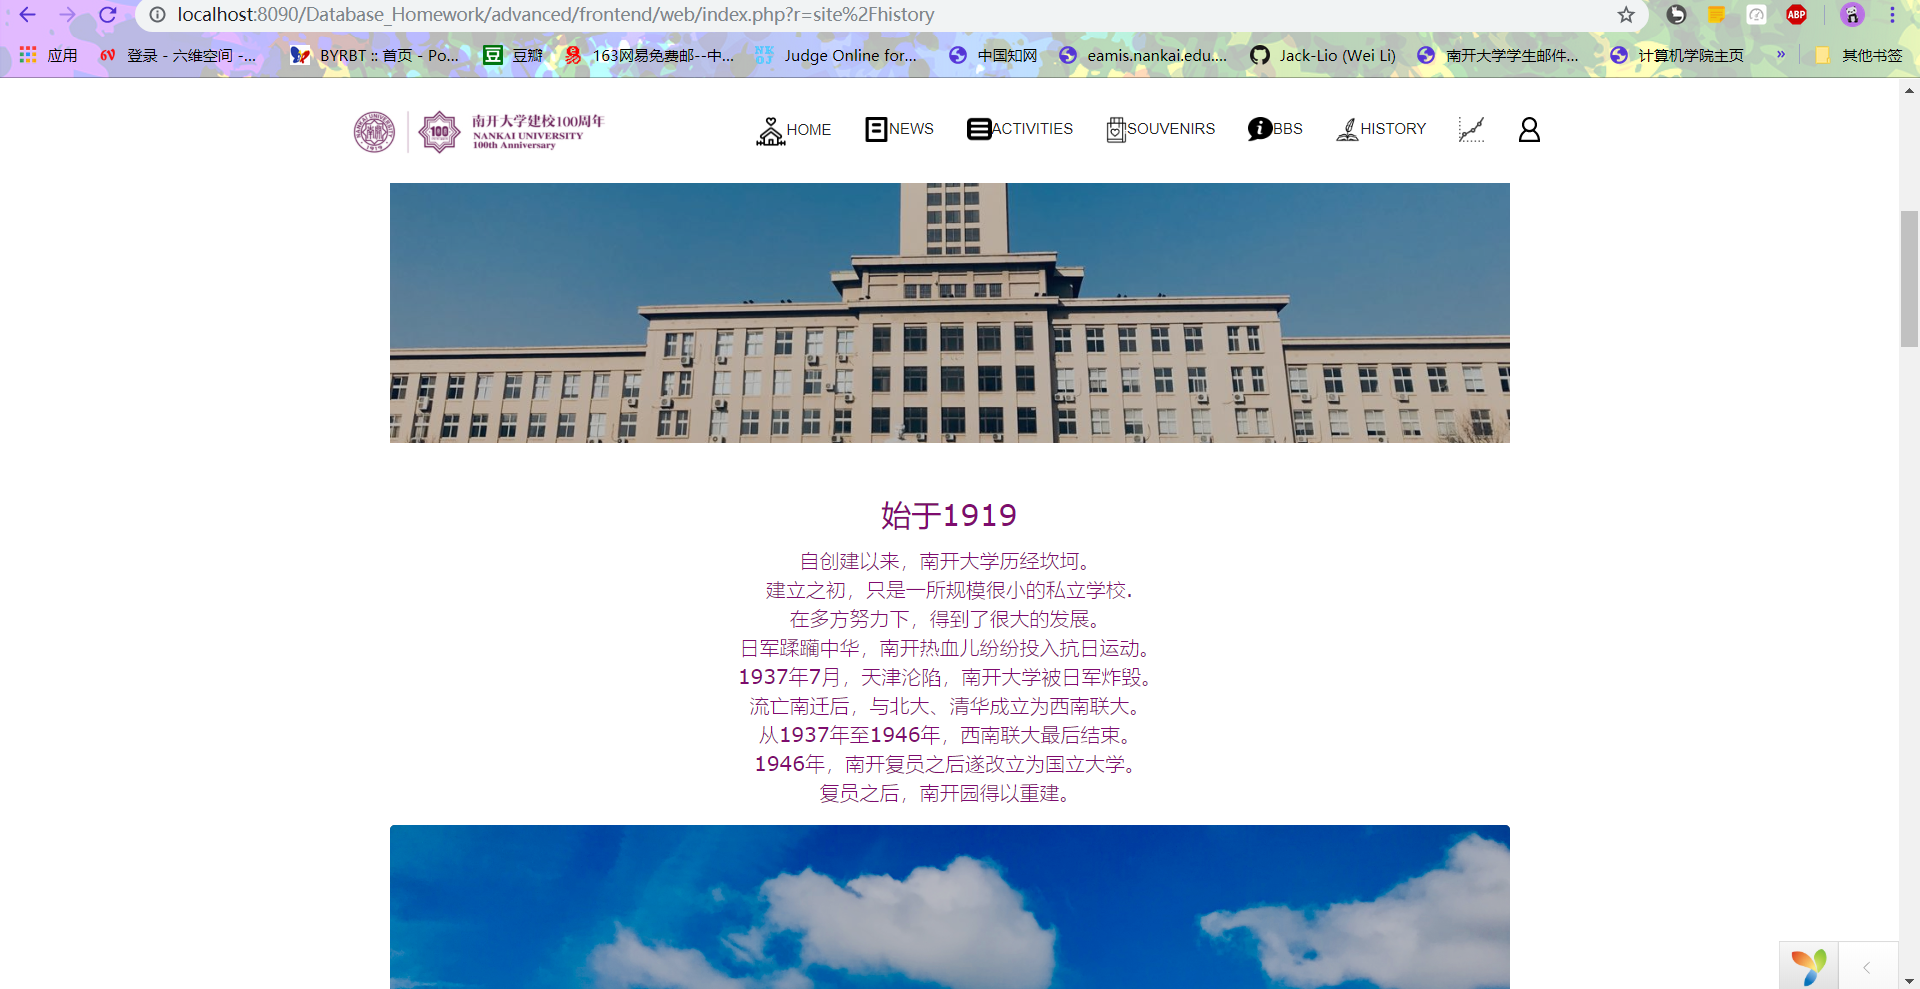 localhost:8090/Database_Homework/advanced/frontend/web/index.php?r=site%2Fhistory
ABP
应用
6V 登录 - 六维空间 -...
BYRBT :: 首页 - Po...
豆 豆瓣
163网易免费邮--中...
NK OJ Judge Online for...
中国知网
eamis.nankai.edu....
Jack-Lio (Wei Li)
南开大学学生邮件...
计算机学院主页
»
其他书签
NANKAI UNIVERSITY
1919
100
南开大学建校100周年
NANKAI UNIVERSITY
100th Anniversary
HOME
NEWS
ACTIVITIES
SOUVENIRS
BBS
HISTORY
始于1919
自创建以来，南开大学历经坎坷。
建立之初，只是一所规模很小的私立学校.
在多方努力下，得到了很大的发展。
日军蹂躏中华，南开热血儿纷纷投入抗日运动。
1937年7月，天津沦陷，南开大学被日军炸毁。
流亡南迁后，与北大、清华成立为西南联大。
从1937年至1946年，西南联大最后结束。
1946年，南开复员之后遂改立为国立大学。
复员之后，南开园得以重建。